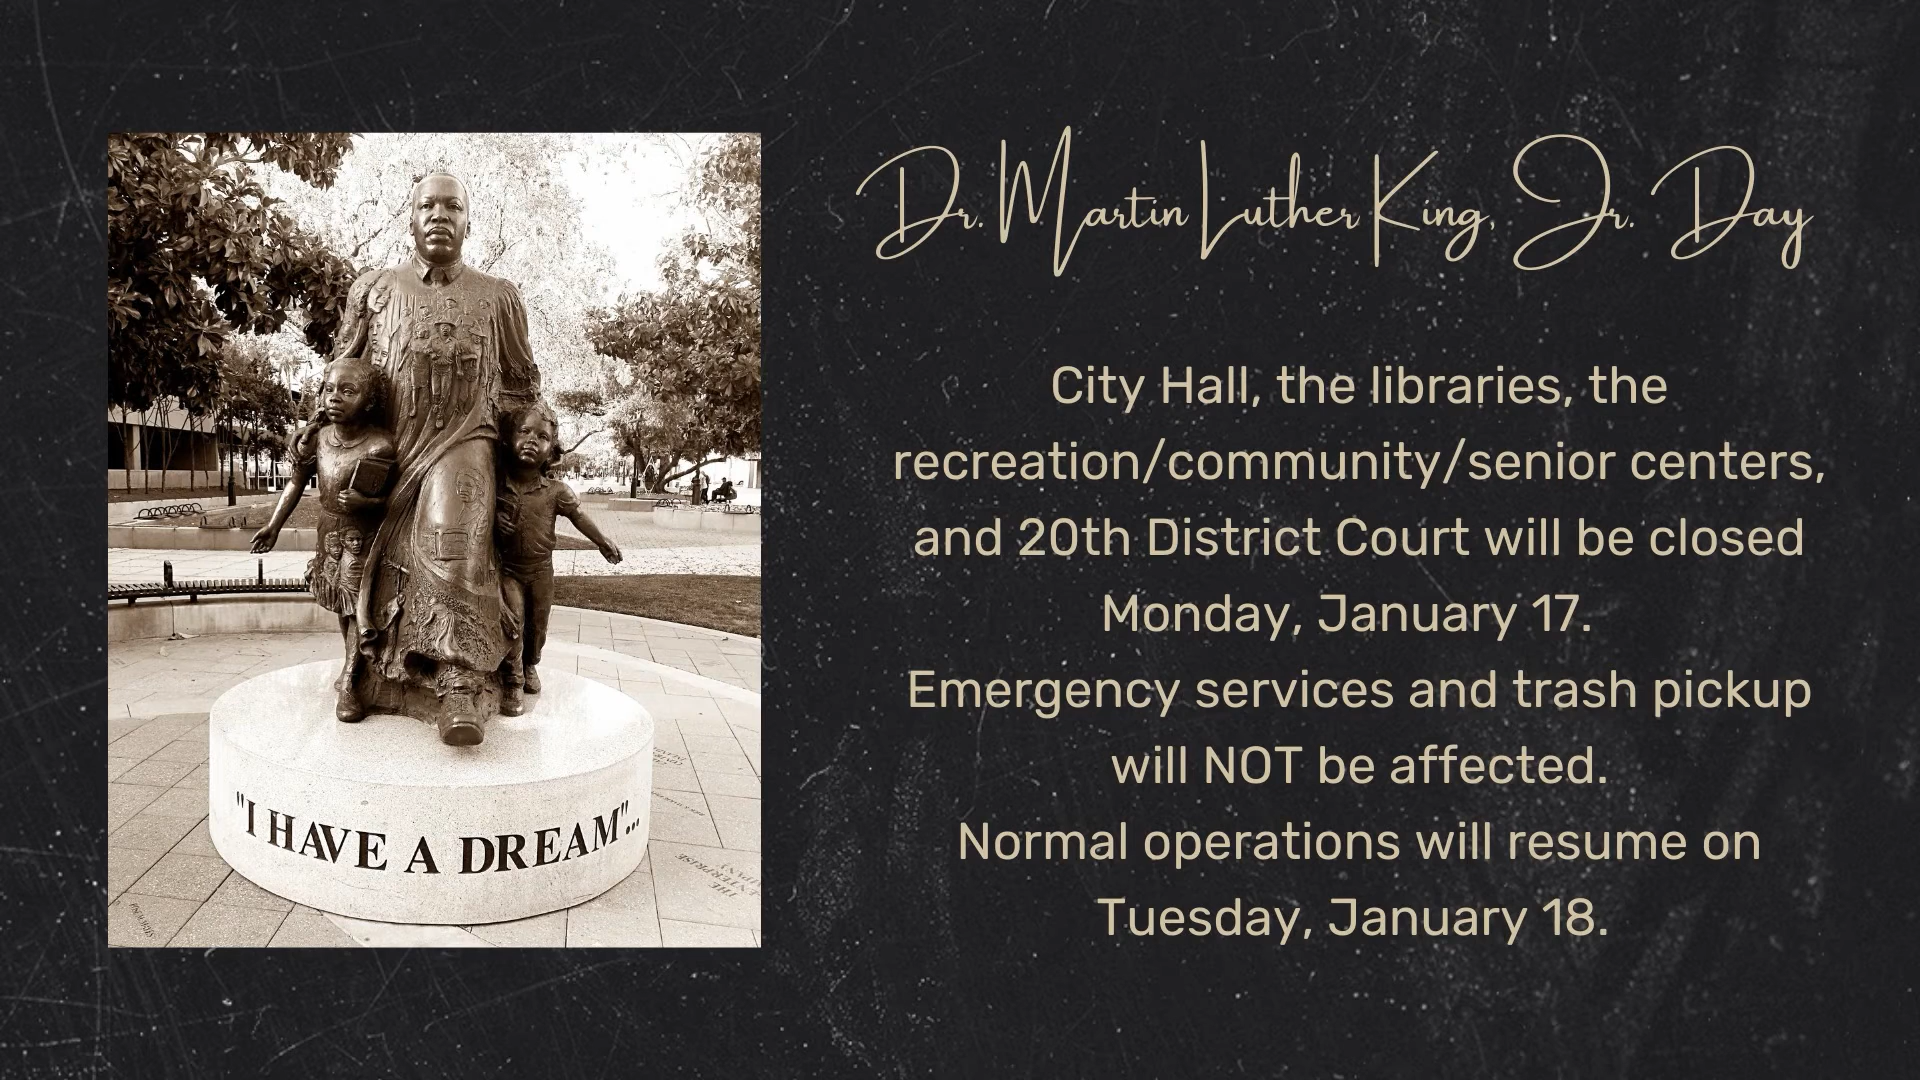 Dr. Martin Luther King, Jr. Day
City Hall, the libraries, the
recreation/community/senior centers,
and 20th District Court will be closed
Monday, January 17.
Emergency services and trash pickup
will NOT be affected.
Normal operations will resume on
Tuesday, January 18.
"I HAVE A DREAM"...
THE
ENTERPRISE